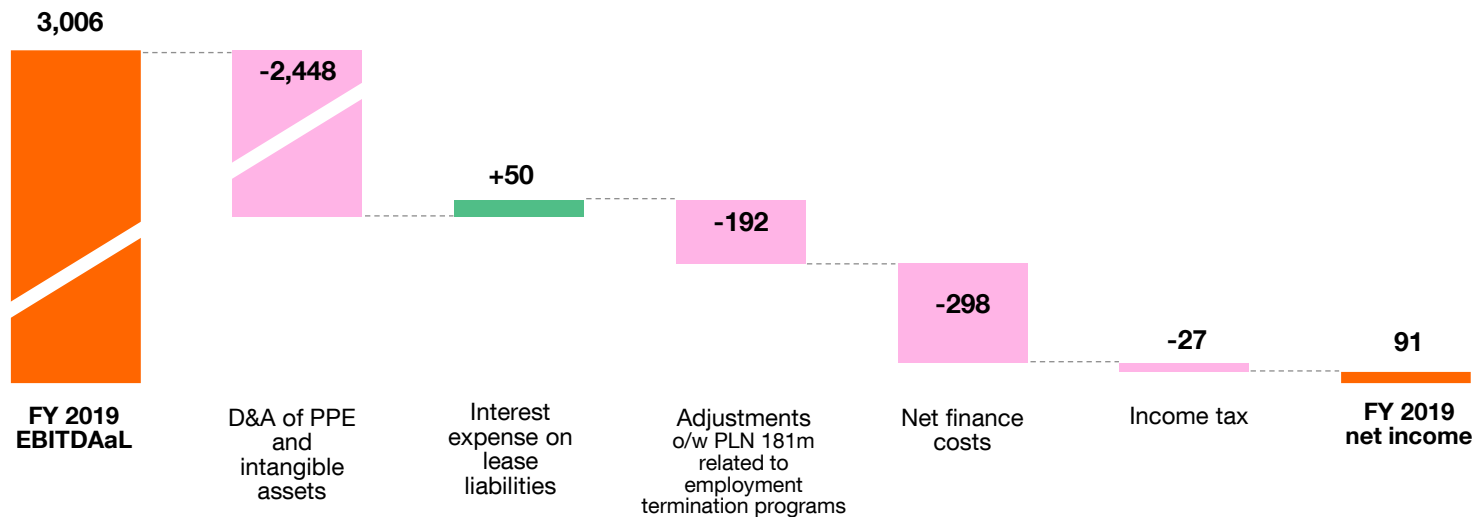 3,006
-2,448
+50
-192
-298
-27
91
FY 2019
EBITDAaL
D&A of PPE
and
intangible
assets
Interest
expense on
lease
liabilities
Adjustments
o/w PLN 181m
related to
employment
termination programs
Net finance
costs
Income tax
FY 2019
net income